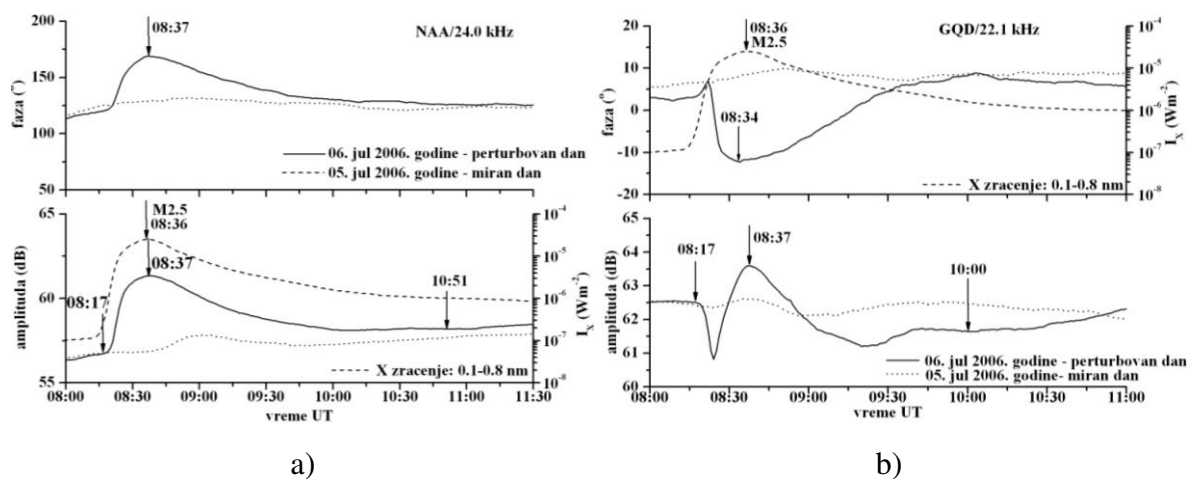 NAA/24.0 kHz
08:37
faza (°)
200
150
125
100
50
06. jul 2006. godine - perturbovan dan
05. jul 2006. godine - miran dan
M2.5
08:36
08:37
08:17
10:51
amplituda (dB)
65
60
55
10⁻⁴
10⁻⁵
10⁻⁶
10⁻⁷
10⁻⁸
I_X (Wm⁻²)
X zracenje: 0.1-0.8 nm
08:00 08:30 09:00 09:30 10:00 10:30 11:00 11:30
vreme UT
a)
08:36
M2.5
GQD/22.1 kHz
08:34
faza (°)
20
10
0
-10
-20
10⁻⁴
10⁻⁵
10⁻⁶
10⁻⁷
10⁻⁸
I_X (Wm⁻²)
X zracenje: 0.1-0.8 nm
08:17
08:37
10:00
amplituda (dB)
65
64
63
62
61
60
06. jul 2006. godine - perturbovan dan
05. jul 2006. godine- miran dan
08:00 08:30 09:00 09:30 10:00 10:30 11:00
vreme UT
b)